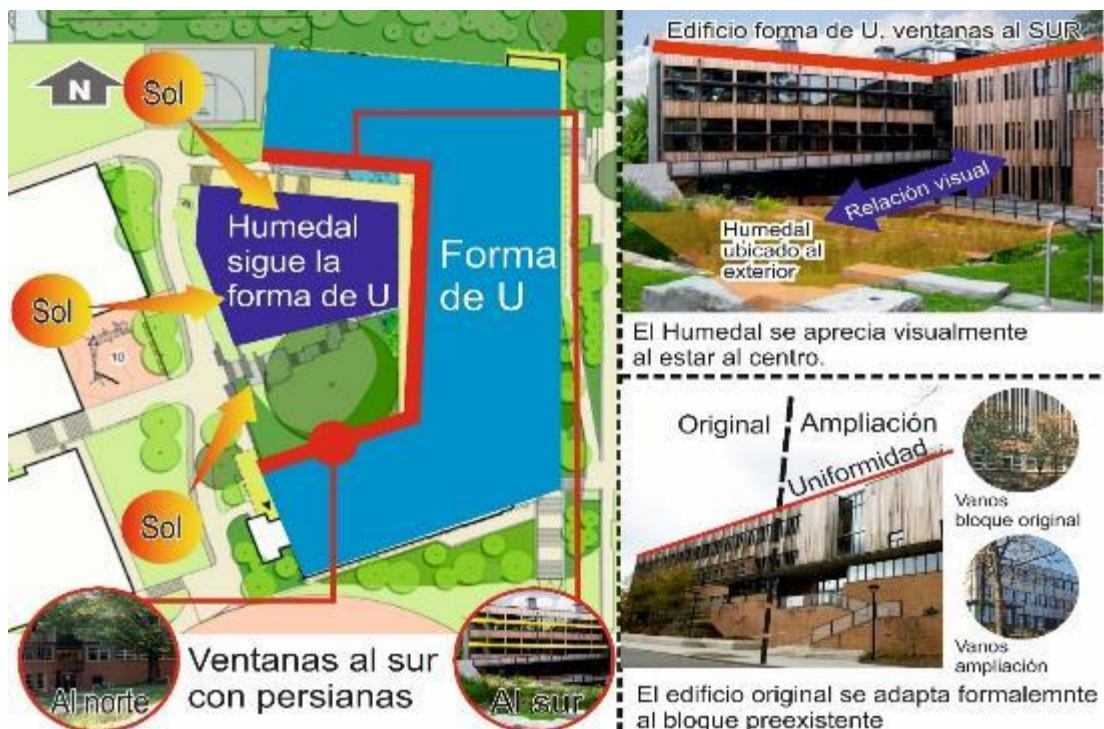 N
Sol
Humedal
sigue la
forma de U
Forma
de U
Sol
10
Sol
Al norte
Ventanas al sur
con persianas
Al sur
Edificio forma de U, ventanas al SUR
Relación visual
Humedal
ubicado al
exterior
El Humedal se aprecia visualmente
al estar al centro.
Original
Ampliación
Uniformidad
Vanos
bloque original
Vanos
ampliación
El edificio original se adapta formalemnte
al bloque preexistente